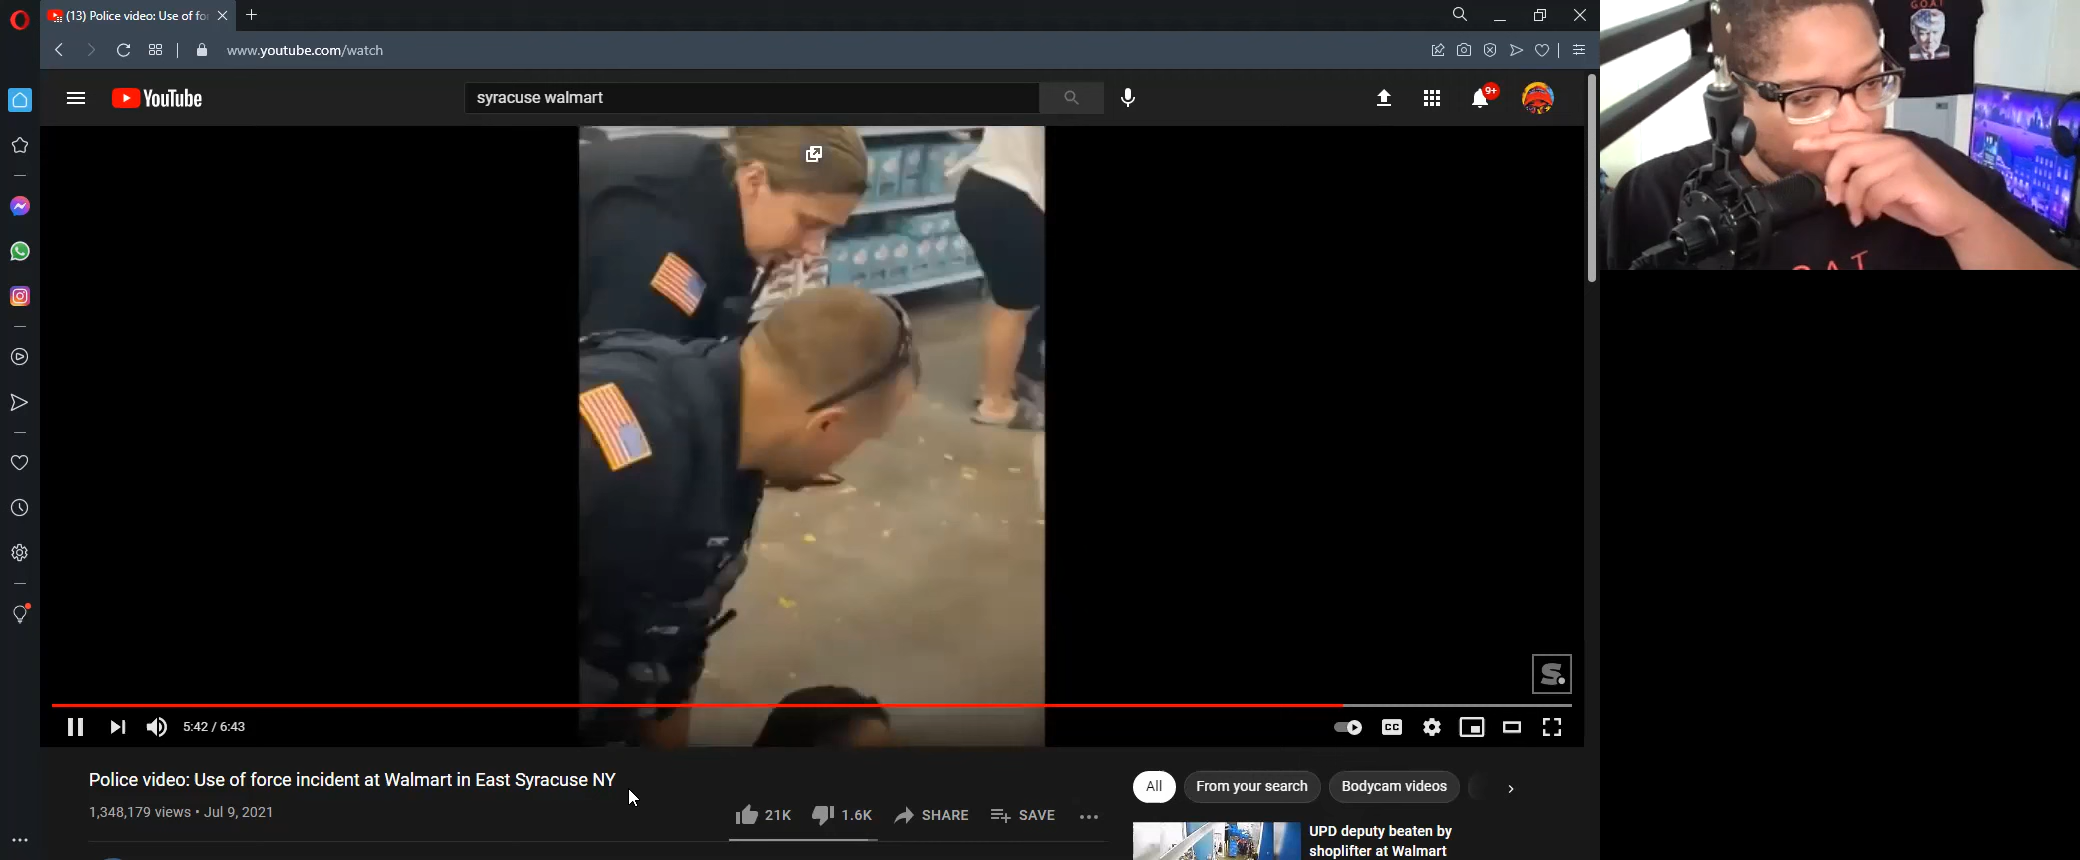 (13) Police video: Use of fo
www.youtube.com/watch
YouTube
syracuse walmart
9+
GOAT
S.
5:42 / 6:43
CC
Police video: Use of force incident at Walmart in East Syracuse NY
1,348,179 views • Jul 9, 2021
21K
1.6K
SHARE
SAVE
All
From your search
Bodycam videos
UPD deputy beaten by
shoplifter at Walmart